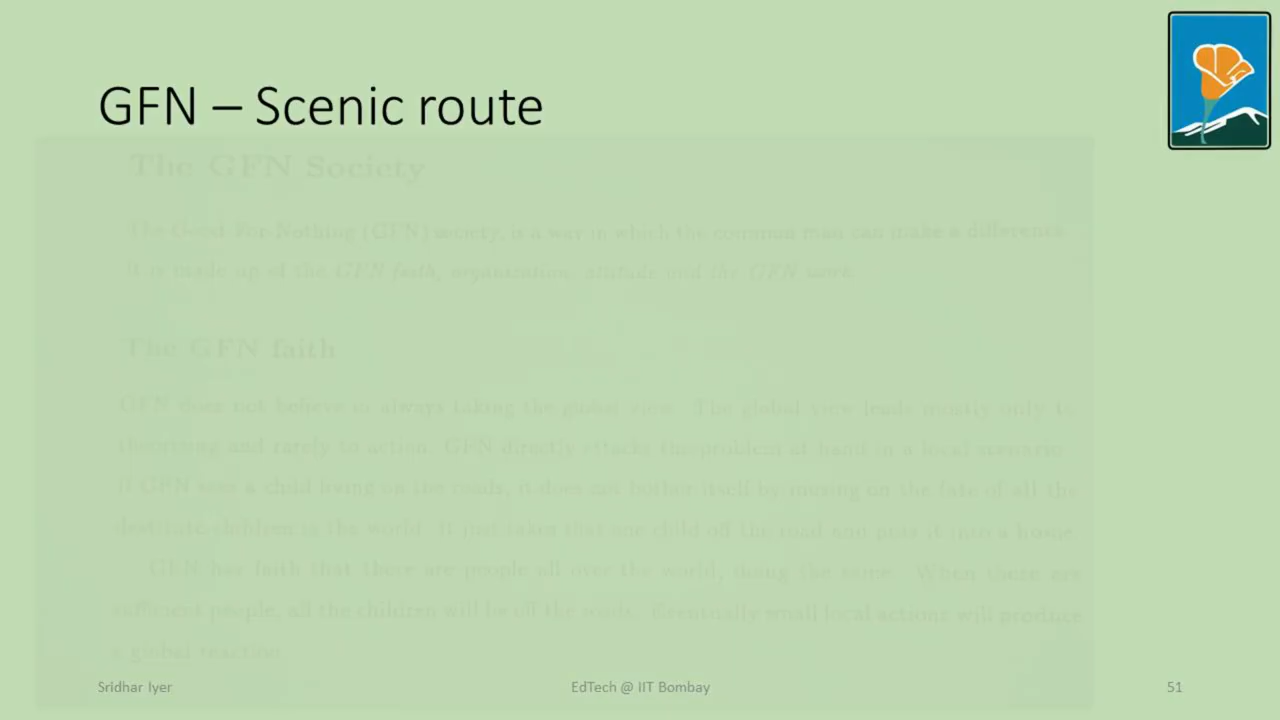 GFN – Scenic route
The GFN Society
The Good-For-Nothing (GFN) society, is a way in which the common man can make a difference.
It is made up of the GFN faith, organization, attitude and the GFN work.
The GFN faith
GFN does not believe in always taking the global view. The global view leads mostly only to
theorising and rarely to action. GFN directly attacks the problem at hand in a local scenario.
If GFN sees a child living on the roads, it does not bother itself by musing on the fate of all the
destitute children in the world. It just takes that one child off the road and puts it into a home.
GFN has faith that there are people all over the world, doing the same. When there are
sufficient people, all the children will be off the roads. Eventually small local actions will produce
a global reaction.
Sridhar Iyer
EdTech @ IIT Bombay
51